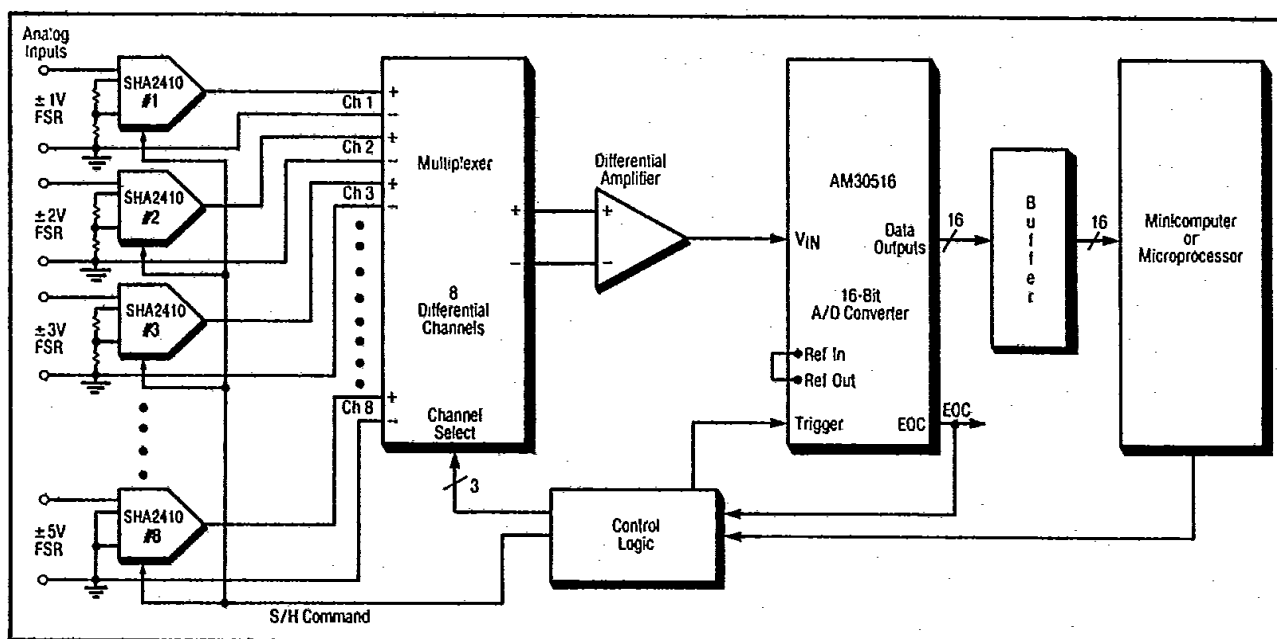 Analog
Inputs
SHA2410
#1
± 1V
FSR
Ch 1
+
−
SHA2410
#2
± 2V
FSR
Ch 2
+
−
SHA2410
#3
± 3V
FSR
Ch 3
+
−
SHA2410
#8
± 5V
FSR
Ch 8
+
−
Multiplexer
8
Differential
Channels
+
−
Channel
Select
3
Differential
Amplifier
+
−
AM30516
VIN
Data
Outputs
16-Bit
A/D Converter
Ref In
Ref Out
Trigger
EOC
EOC
16
Buffer
16
Minicomputer
or
Microprocessor
Control
Logic
S/H Command